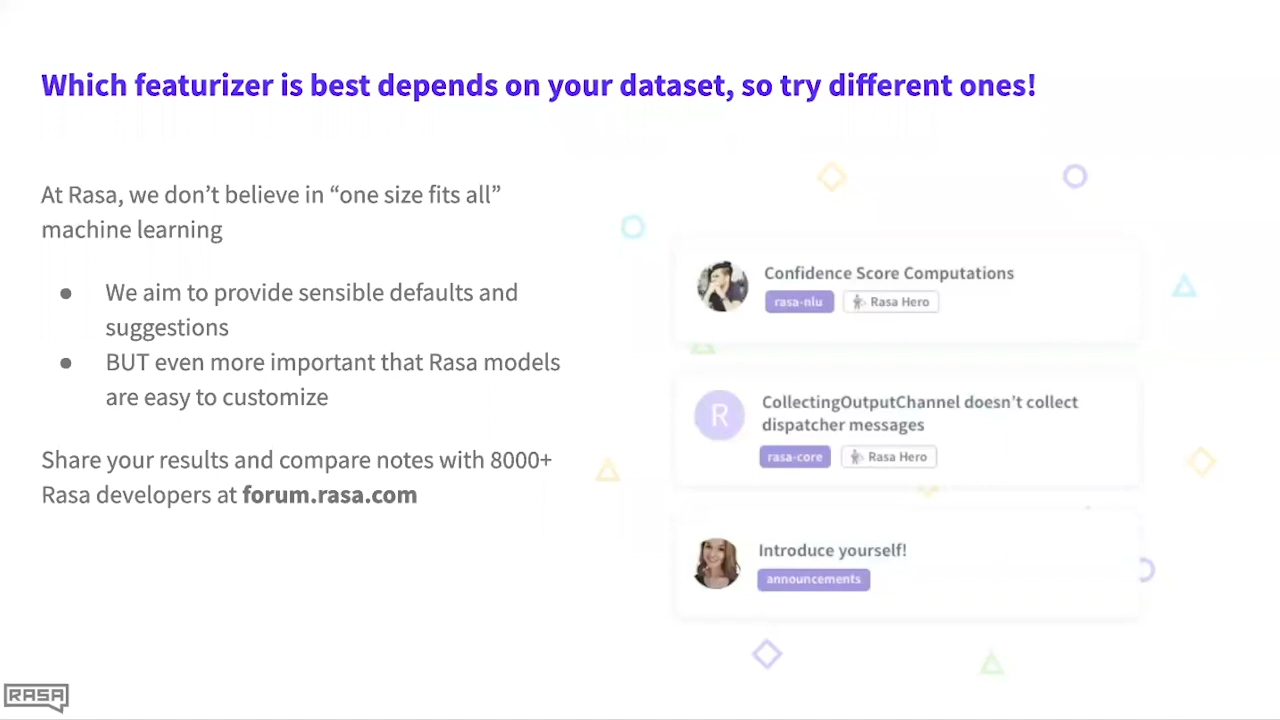 Which featurizer is best depends on your dataset, so try different ones!
At Rasa, we don’t believe in “one size fits all”
machine learning
● We aim to provide sensible defaults and
suggestions
● BUT even more important that Rasa models
are easy to customize
Share your results and compare notes with 8000+
Rasa developers at forum.rasa.com
Confidence Score Computations
rasa-nlu Rasa Hero
R
CollectingOutputChannel doesn’t collect
dispatcher messages
rasa-core Rasa Hero
Introduce yourself!
announcements
RASA